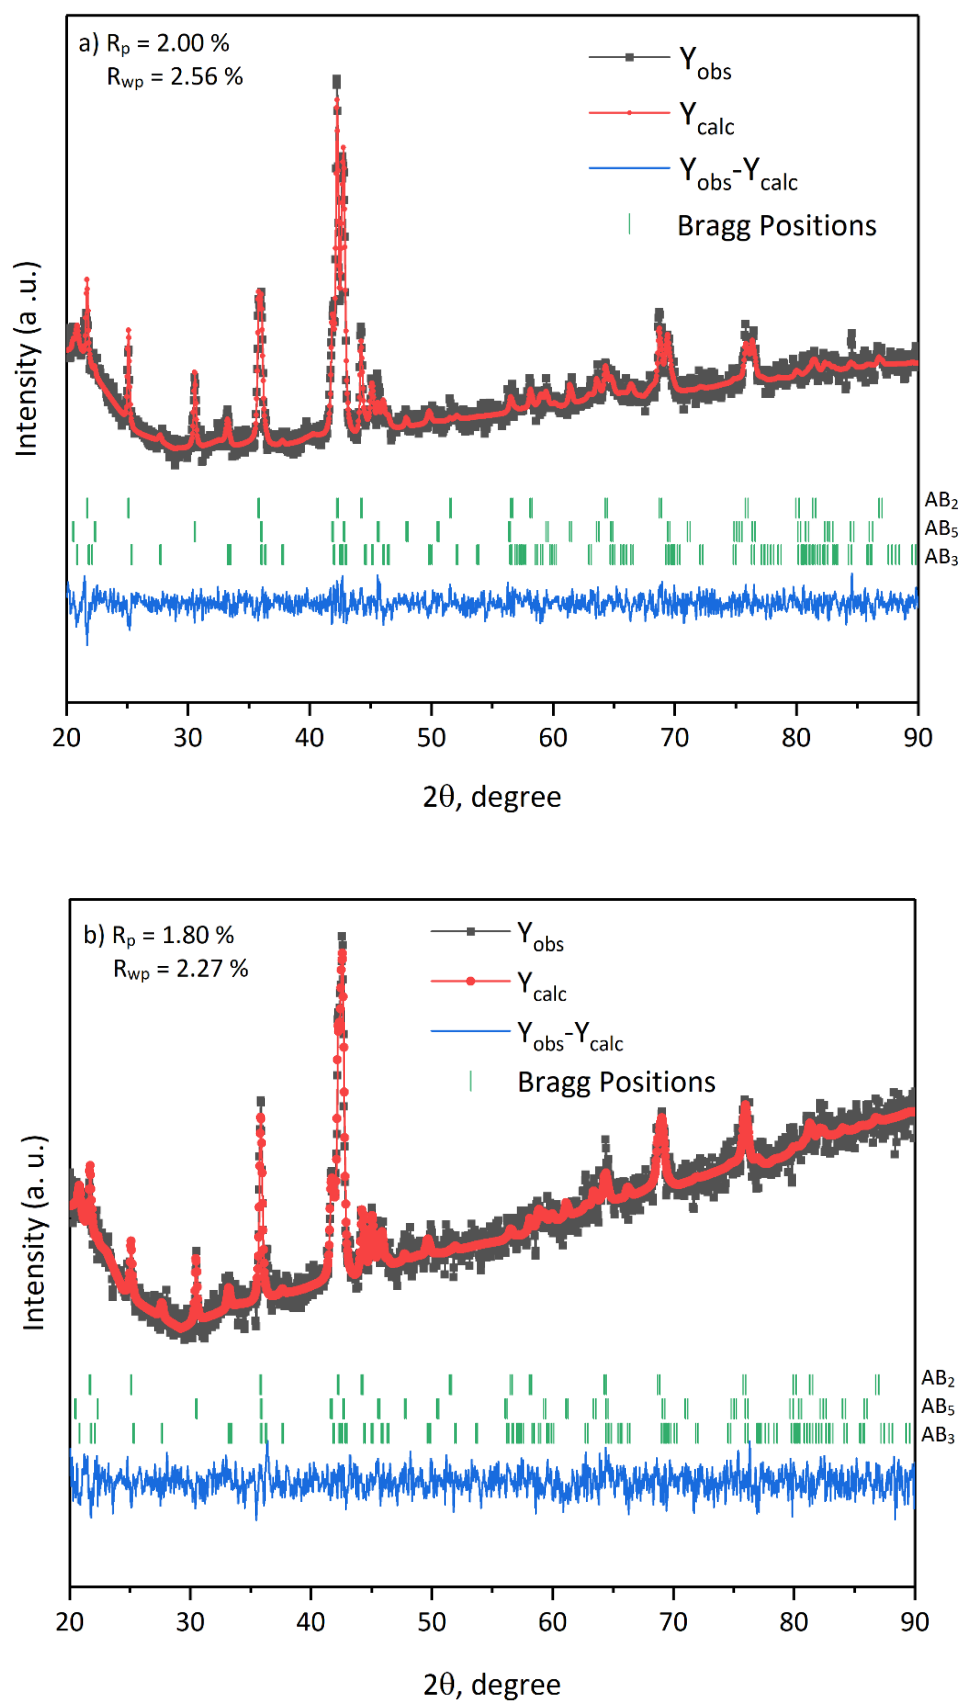 a) Rp = 2.00 %
Rwp = 2.56 %
Yobs
Ycalc
Yobs-Ycalc
Bragg Positions
Intensity (a .u.)
AB2
AB5
AB3
20 30 40 50 60 70 80 90
2θ, degree
b) Rp = 1.80 %
Rwp = 2.27 %
Yobs
Ycalc
Yobs-Ycalc
Bragg Positions
Intensity (a. u.)
AB2
AB5
AB3
20 30 40 50 60 70 80 90
2θ, degree